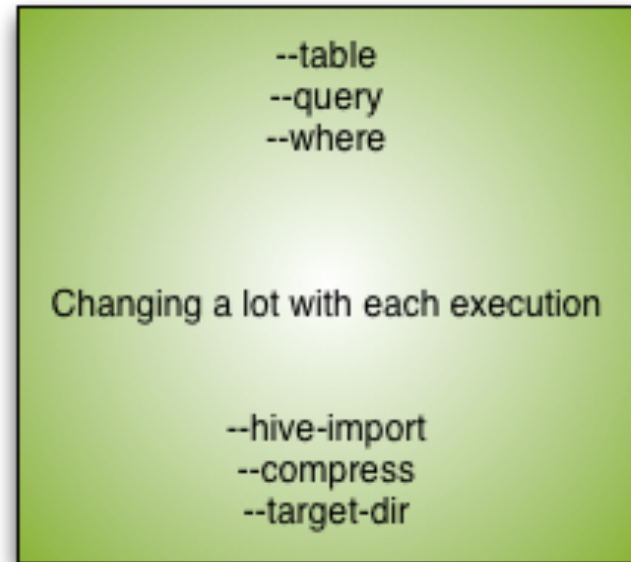 --table
--query
--where
Changing a lot with each execution
--hive-import
--compress
--target-dir